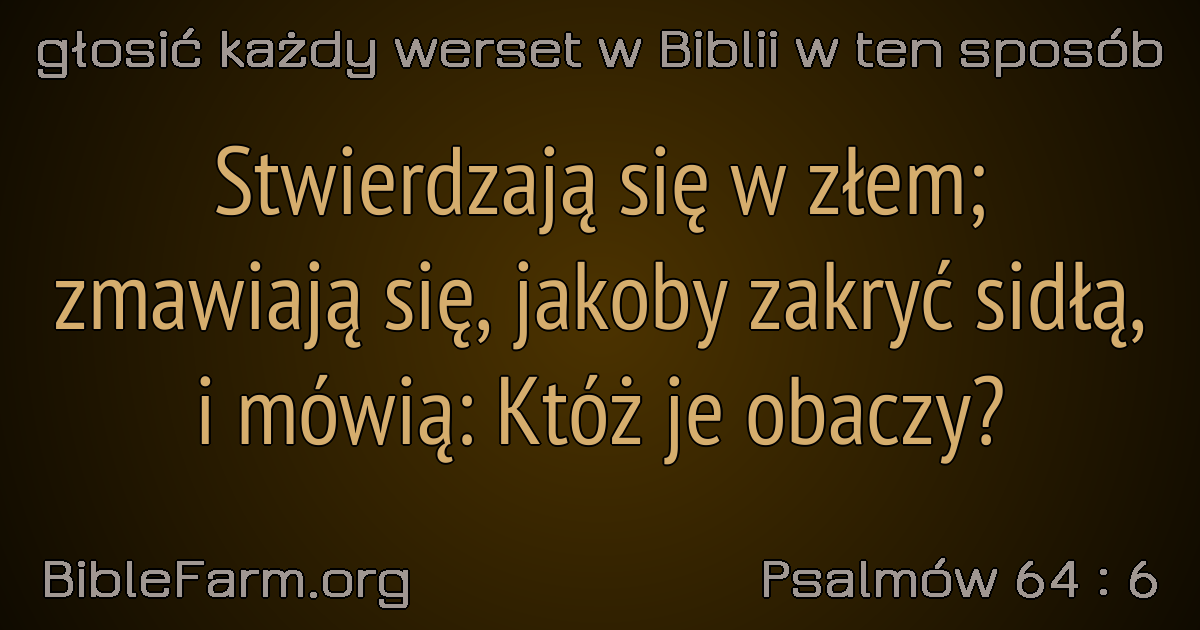 głosić każdy werset w Biblii w ten sposób
Stwierdzają się w złem;
zmawiają się, jakoby zakryć sidłą,
i mówią: Któż je obaczy?
BibleFarm.org
Psalmów 64 : 6